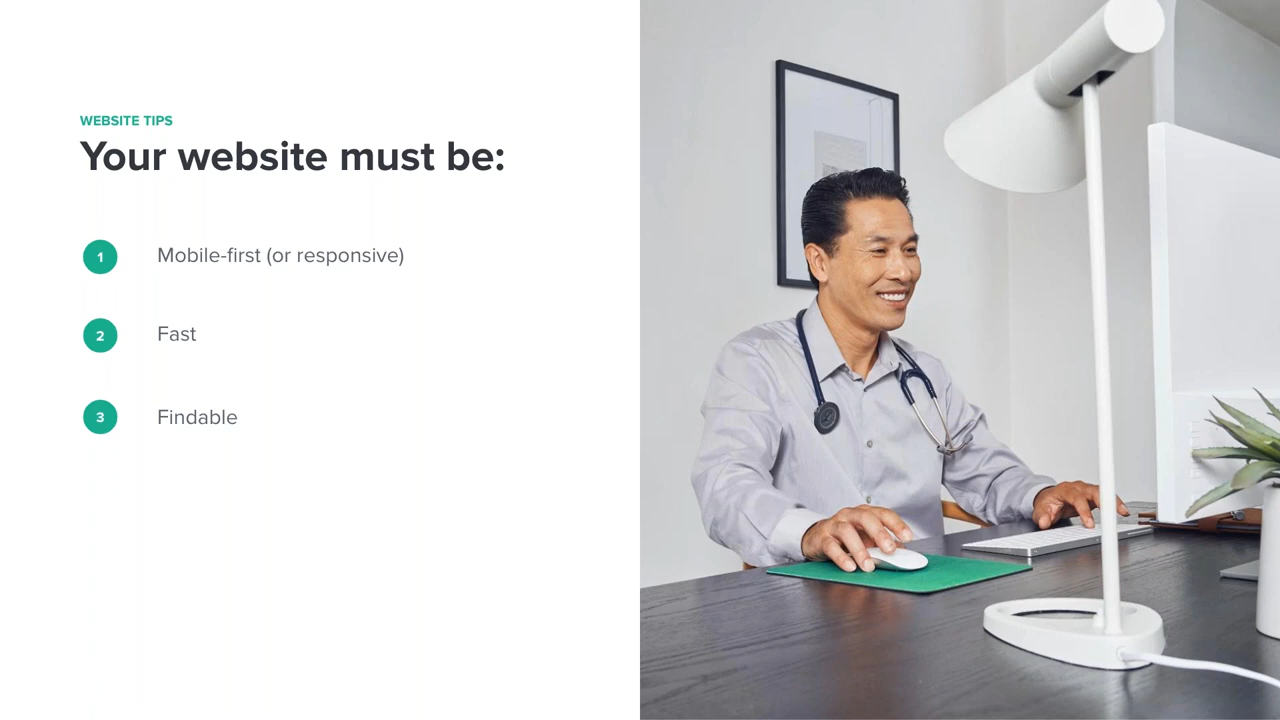 WEBSITE TIPS
Your website must be:
1 Mobile-first (or responsive)
2 Fast
3 Findable